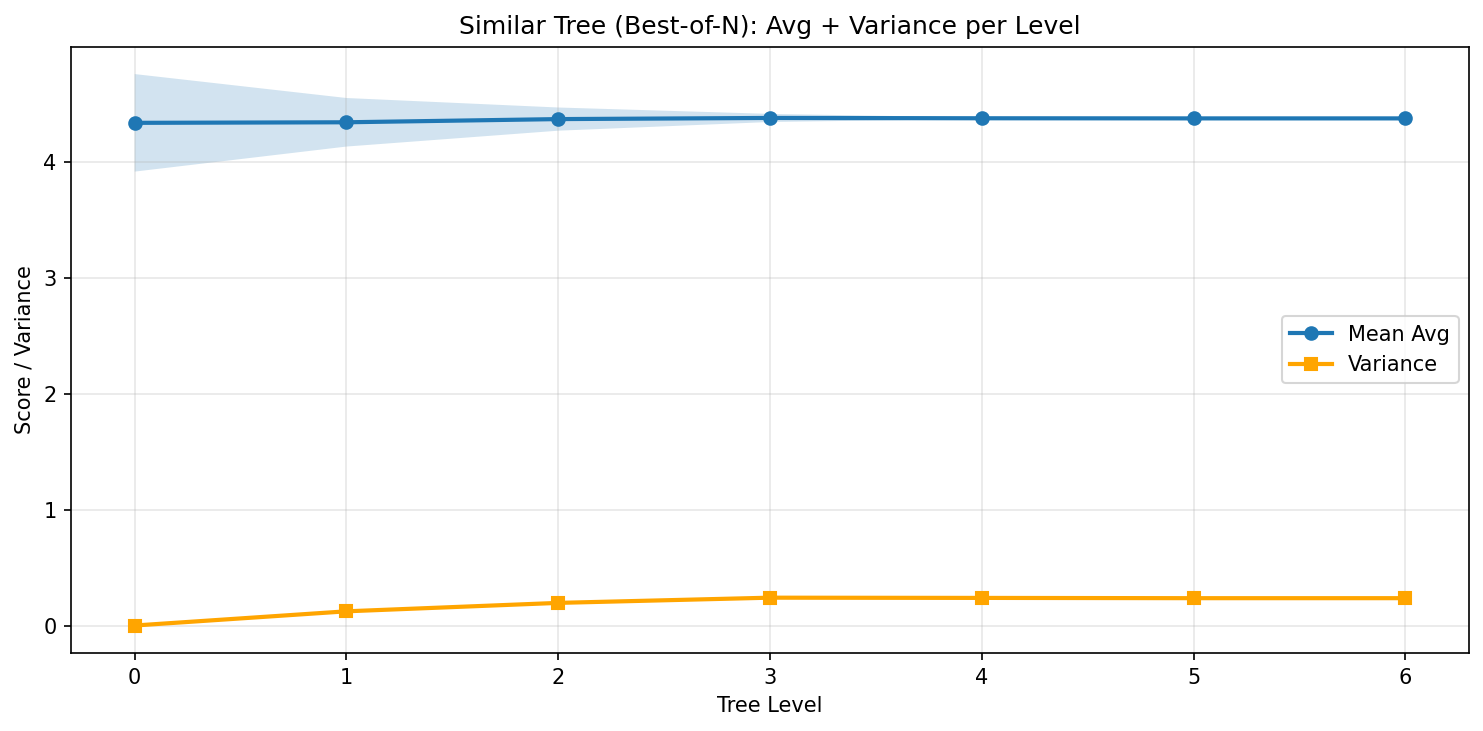 Similar Tree (Best-of-N): Avg + Variance per Level
Score / Variance
4
3
2
1
0
Mean Avg
Variance
0 1 2 3 4 5 6
Tree Level